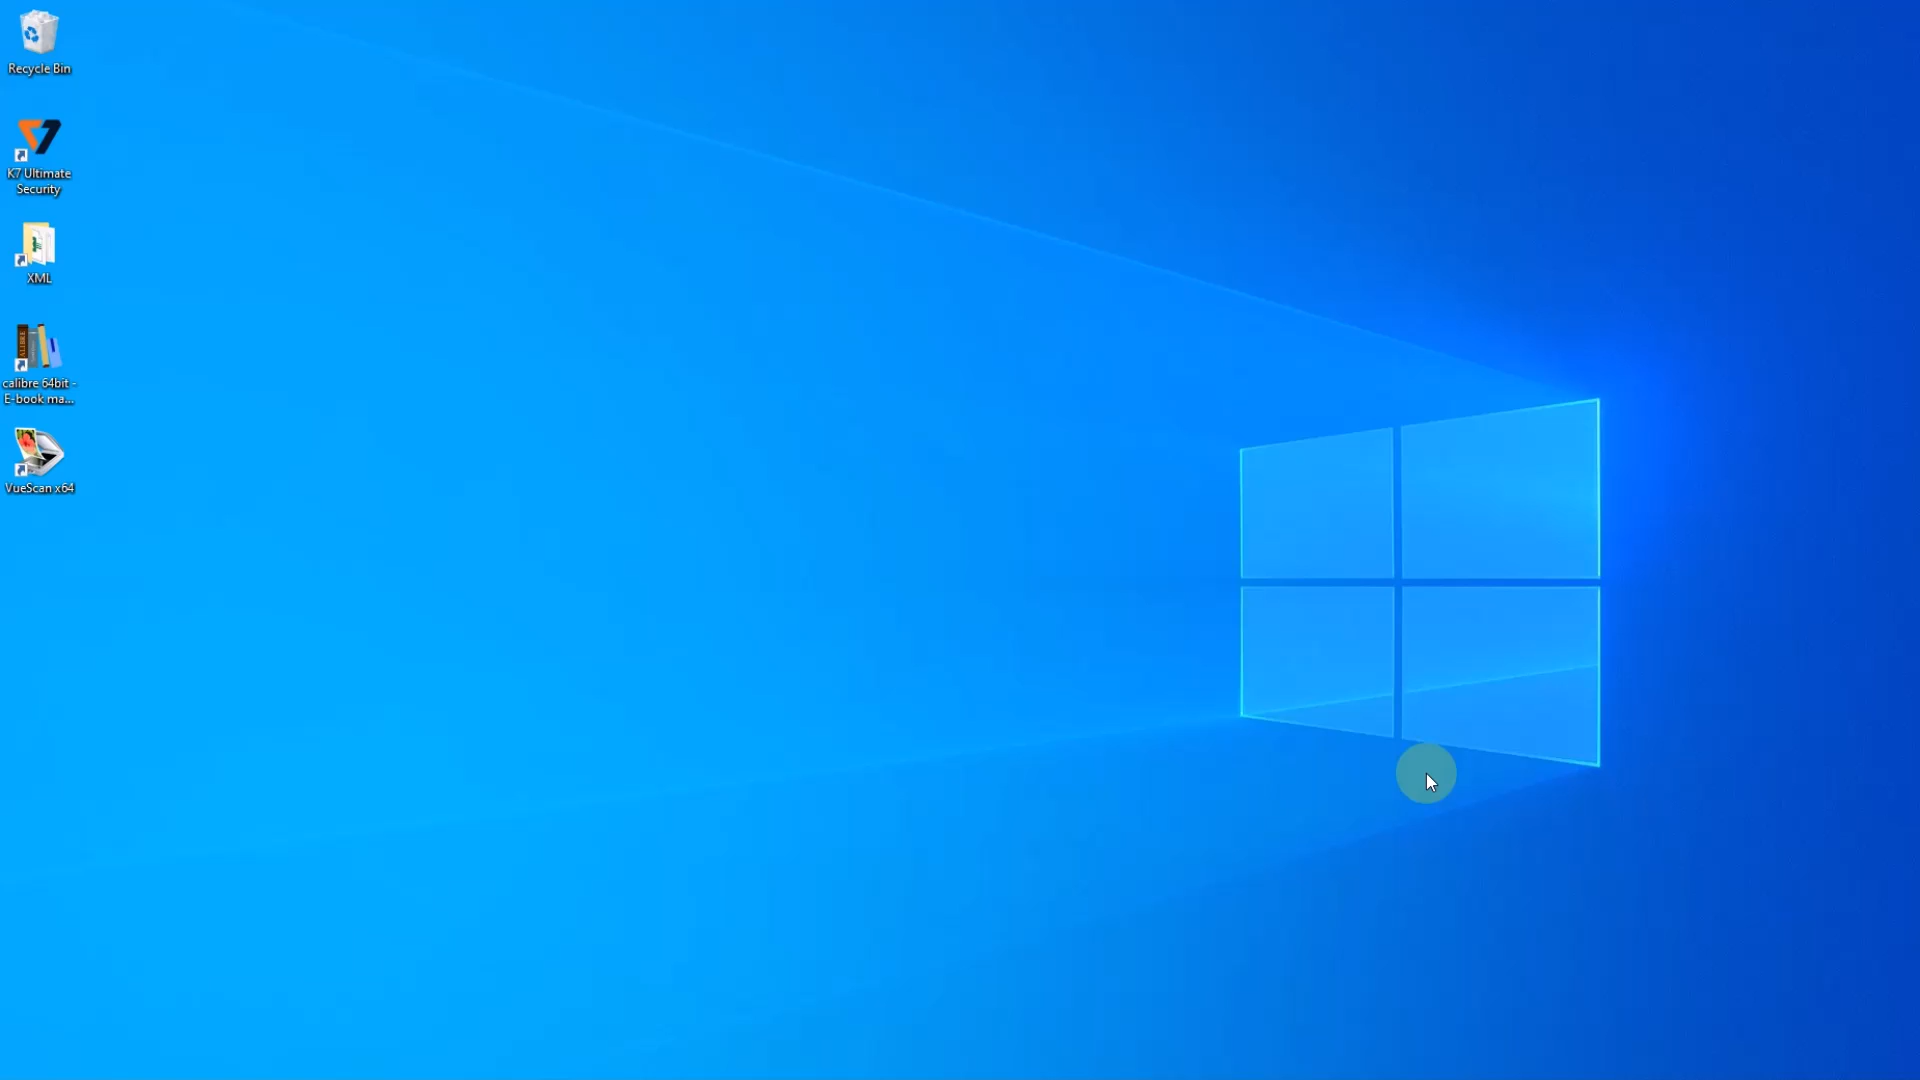 Recycle Bin
K7 Ultimate
Security
XML
calibre 64bit -
E-book ma...
VueScan x64